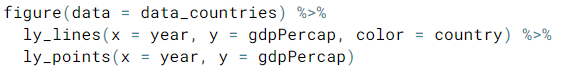 figure(data = data_countries) %>%
  ly_lines(x = year, y = gdpPercap, color = country) %>%
  ly_points(x = year, y = gdpPercap)